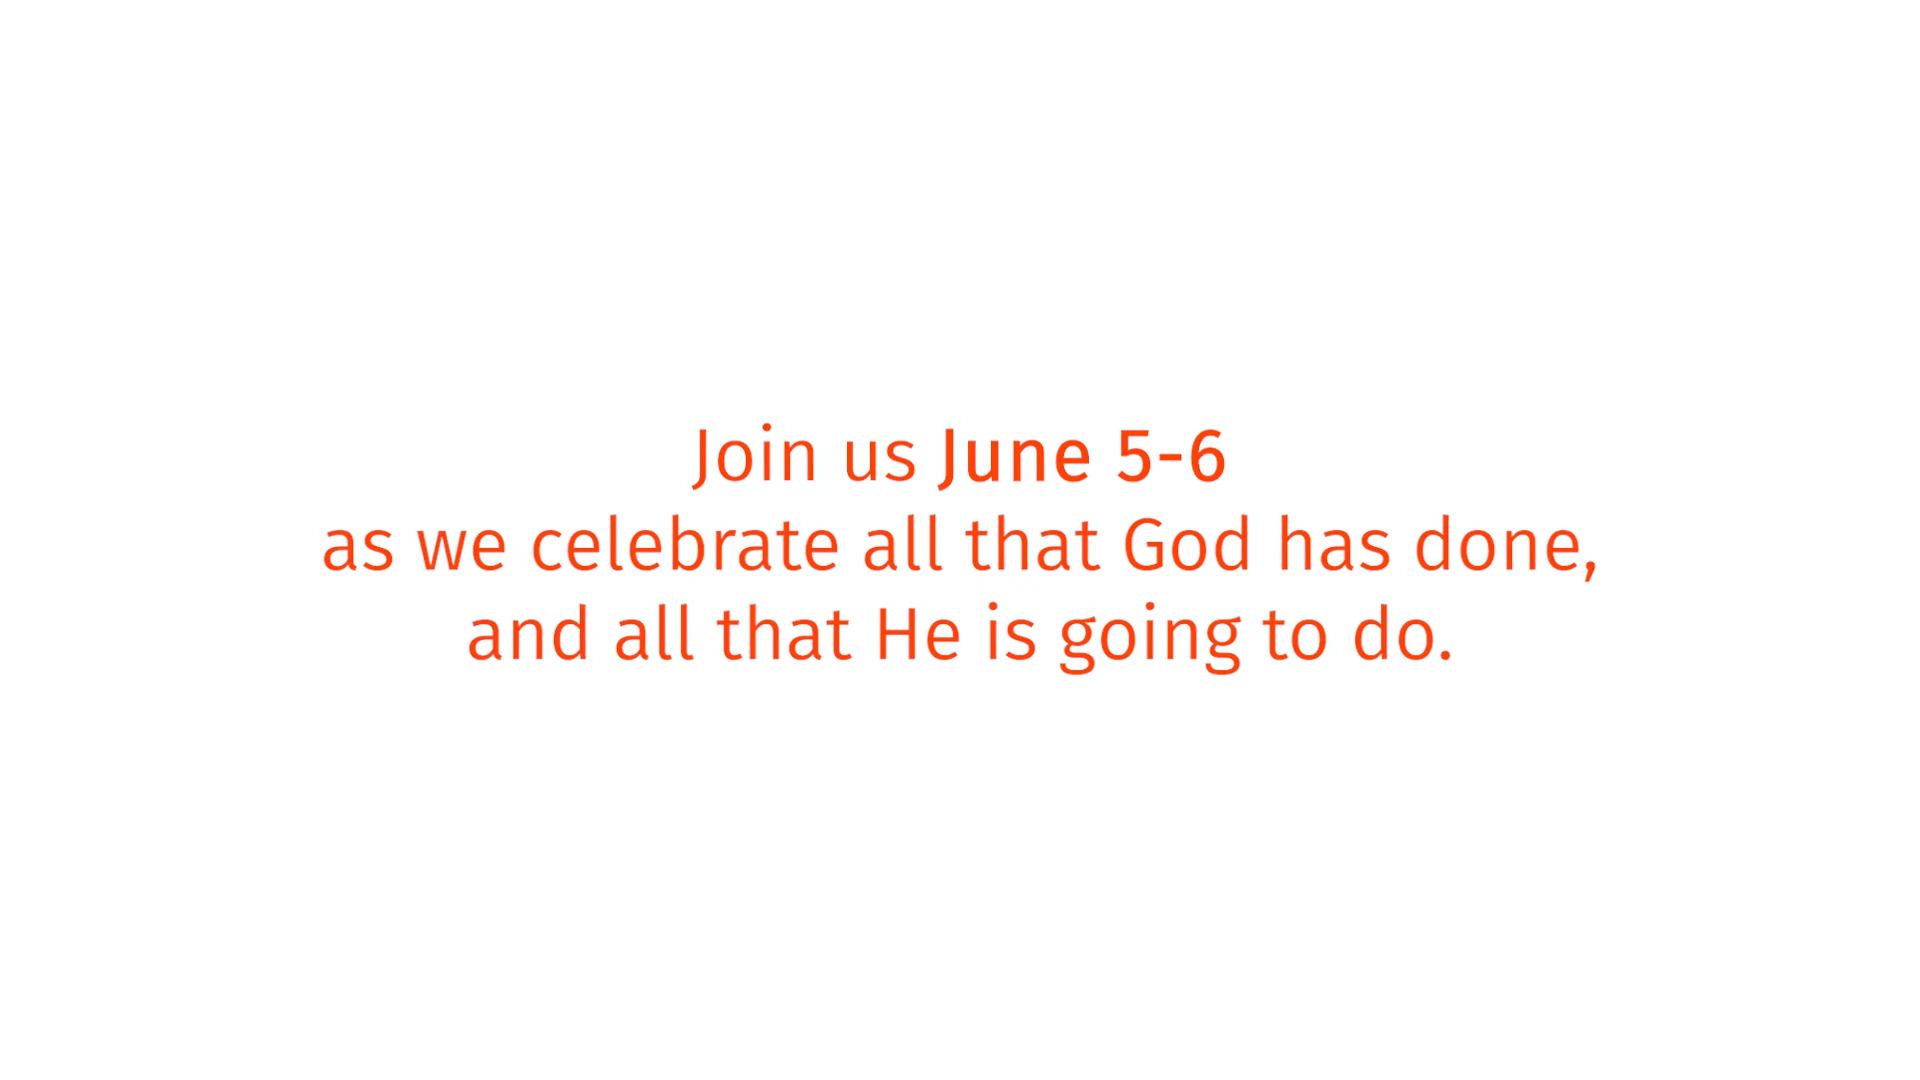 Join us June 5-6
as we celebrate all that God has done,
and all that He is going to do.